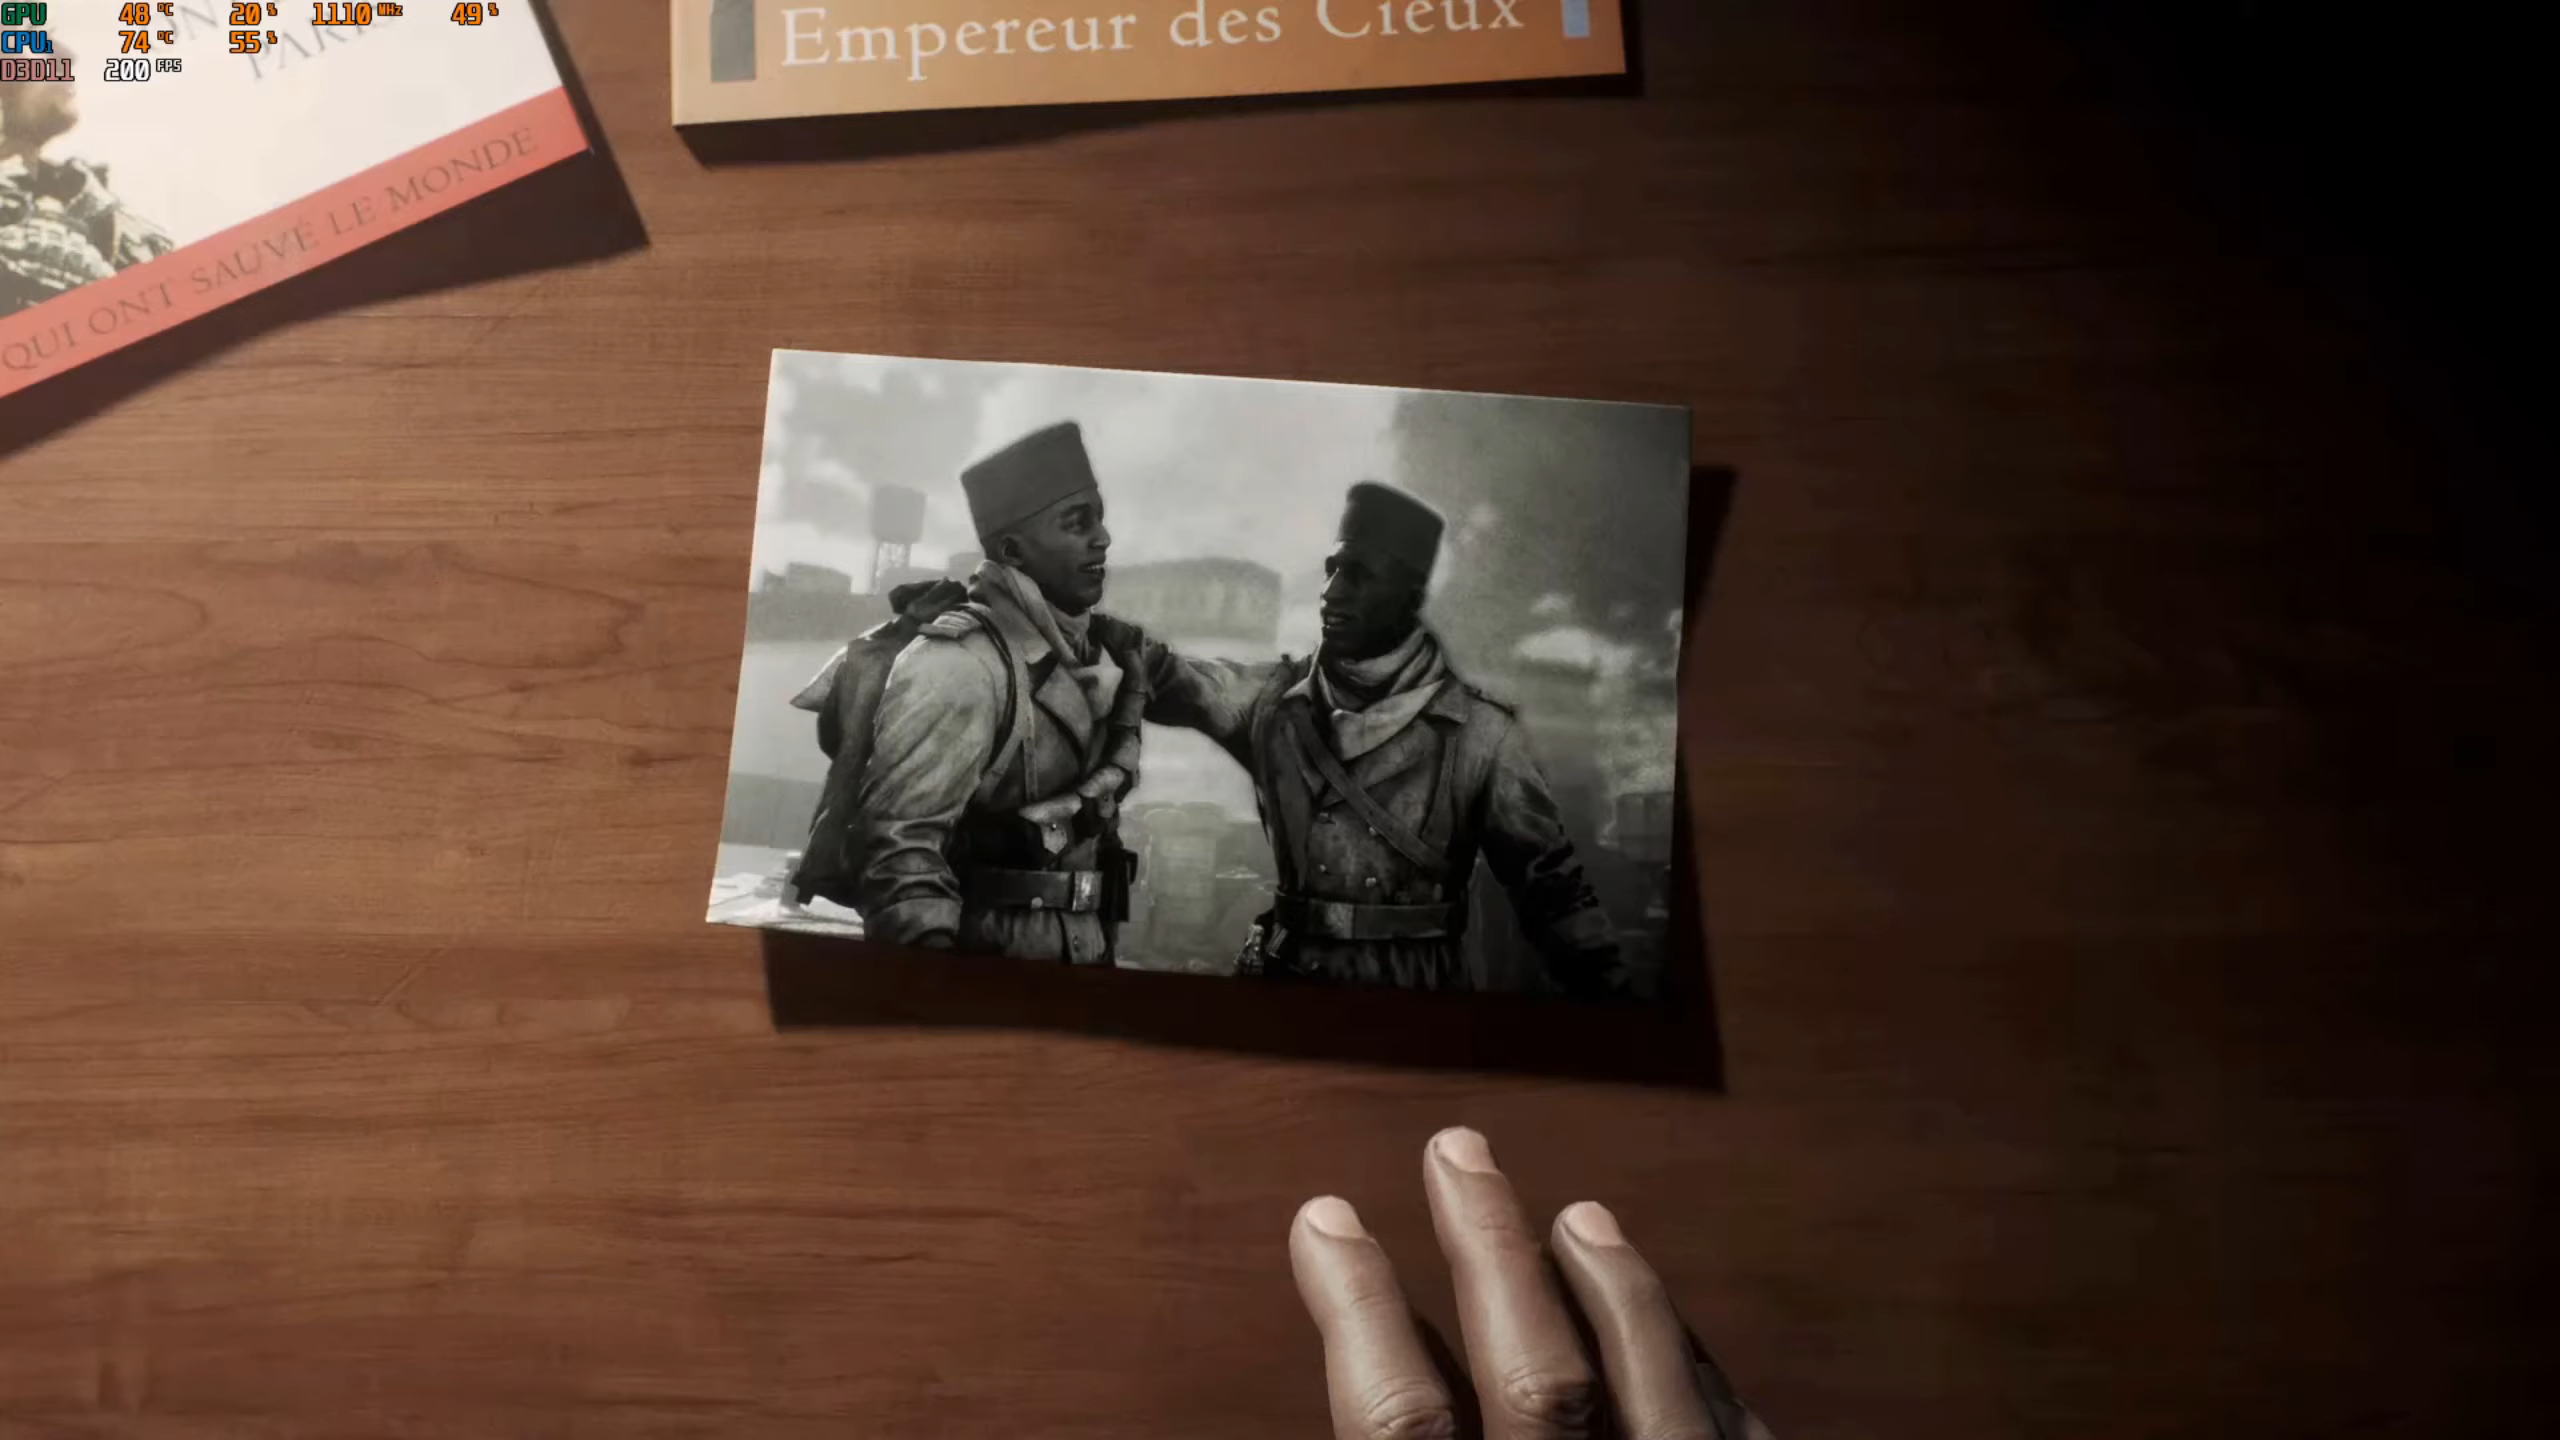 GPU 48 °C 20 % 1110 MHz 49 %
CPU1 74 °C 55 %
D3D11 200 FPS
PARIS
QUI ONT SAUVÉ LE MONDE
Empereur des Cieux